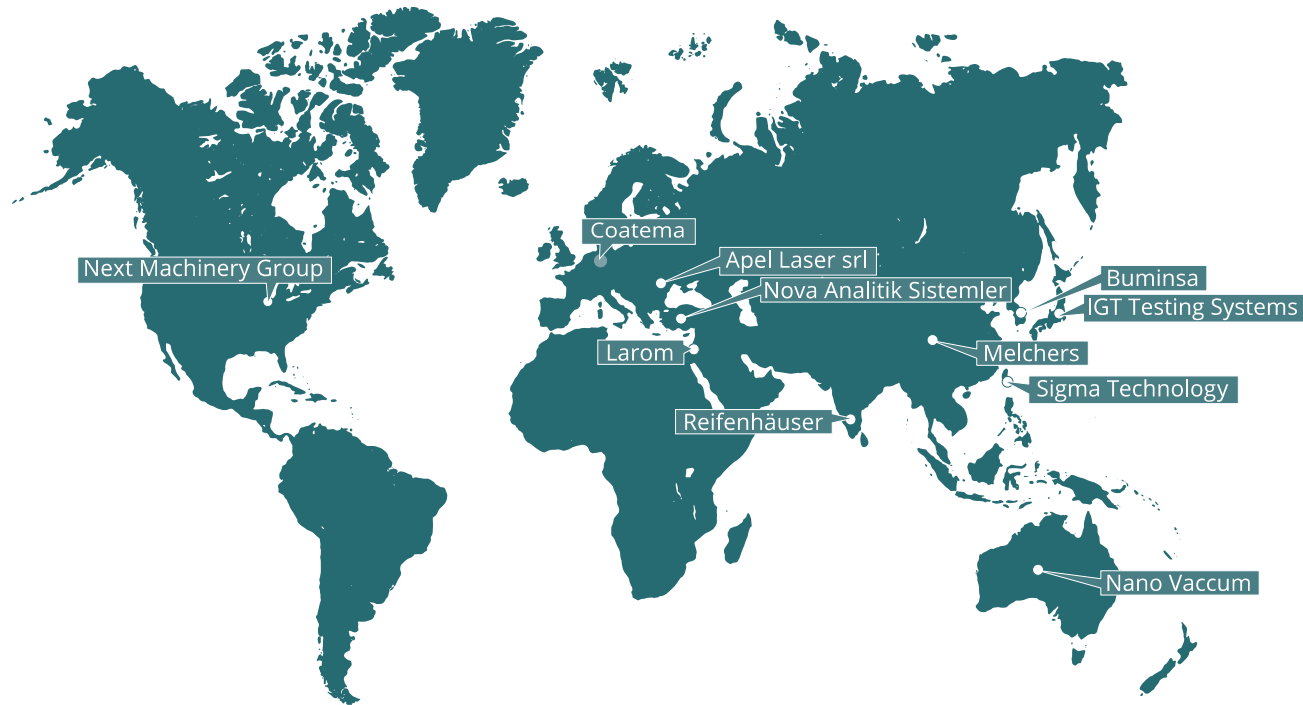 Coatema
Next Machinery Group
Apel Laser srl
Nova Analitik Sistemler
Buminsa
IGT Testing Systems
Larom
Melchers
Sigma Technology
Reifenhäuser
Nano Vaccum